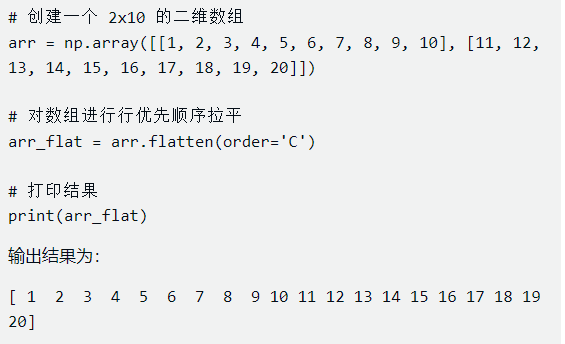 # 创建一个 2x10 的二维数组
arr = np.array([[1, 2, 3, 4, 5, 6, 7, 8, 9, 10], [11, 12,
13, 14, 15, 16, 17, 18, 19, 20]])
# 对数组进行行优先顺序拉平
arr_flat = arr.flatten(order='C')
# 打印结果
print(arr_flat)
输出结果为：
[ 1  2  3  4  5  6  7  8  9 10 11 12 13 14 15 16 17 18 19
20]